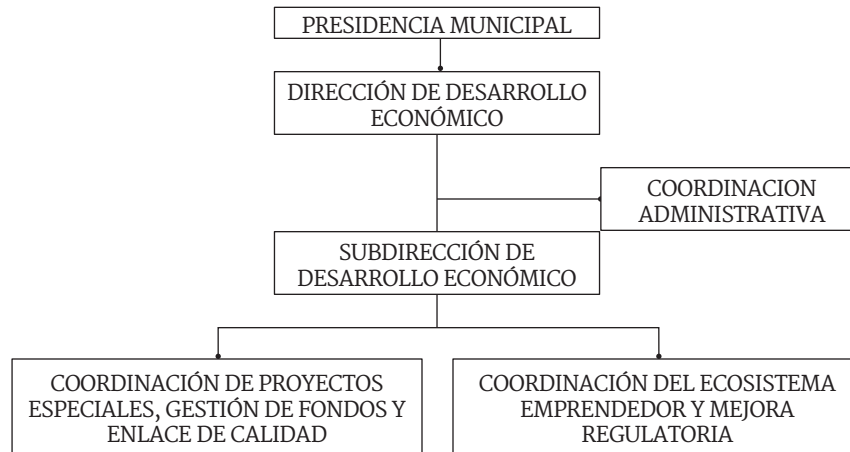 PRESIDENCIA MUNICIPAL
DIRECCIÓN DE DESARROLLO
ECONÓMICO
COORDINACION
ADMINISTRATIVA
SUBDIRECCIÓN DE
DESARROLLO ECONÓMICO
COORDINACIÓN DE PROYECTOS
ESPECIALES, GESTIÓN DE FONDOS Y
ENLACE DE CALIDAD
COORDINACIÓN DEL ECOSISTEMA
EMPRENDEDOR Y MEJORA
REGULATORIA